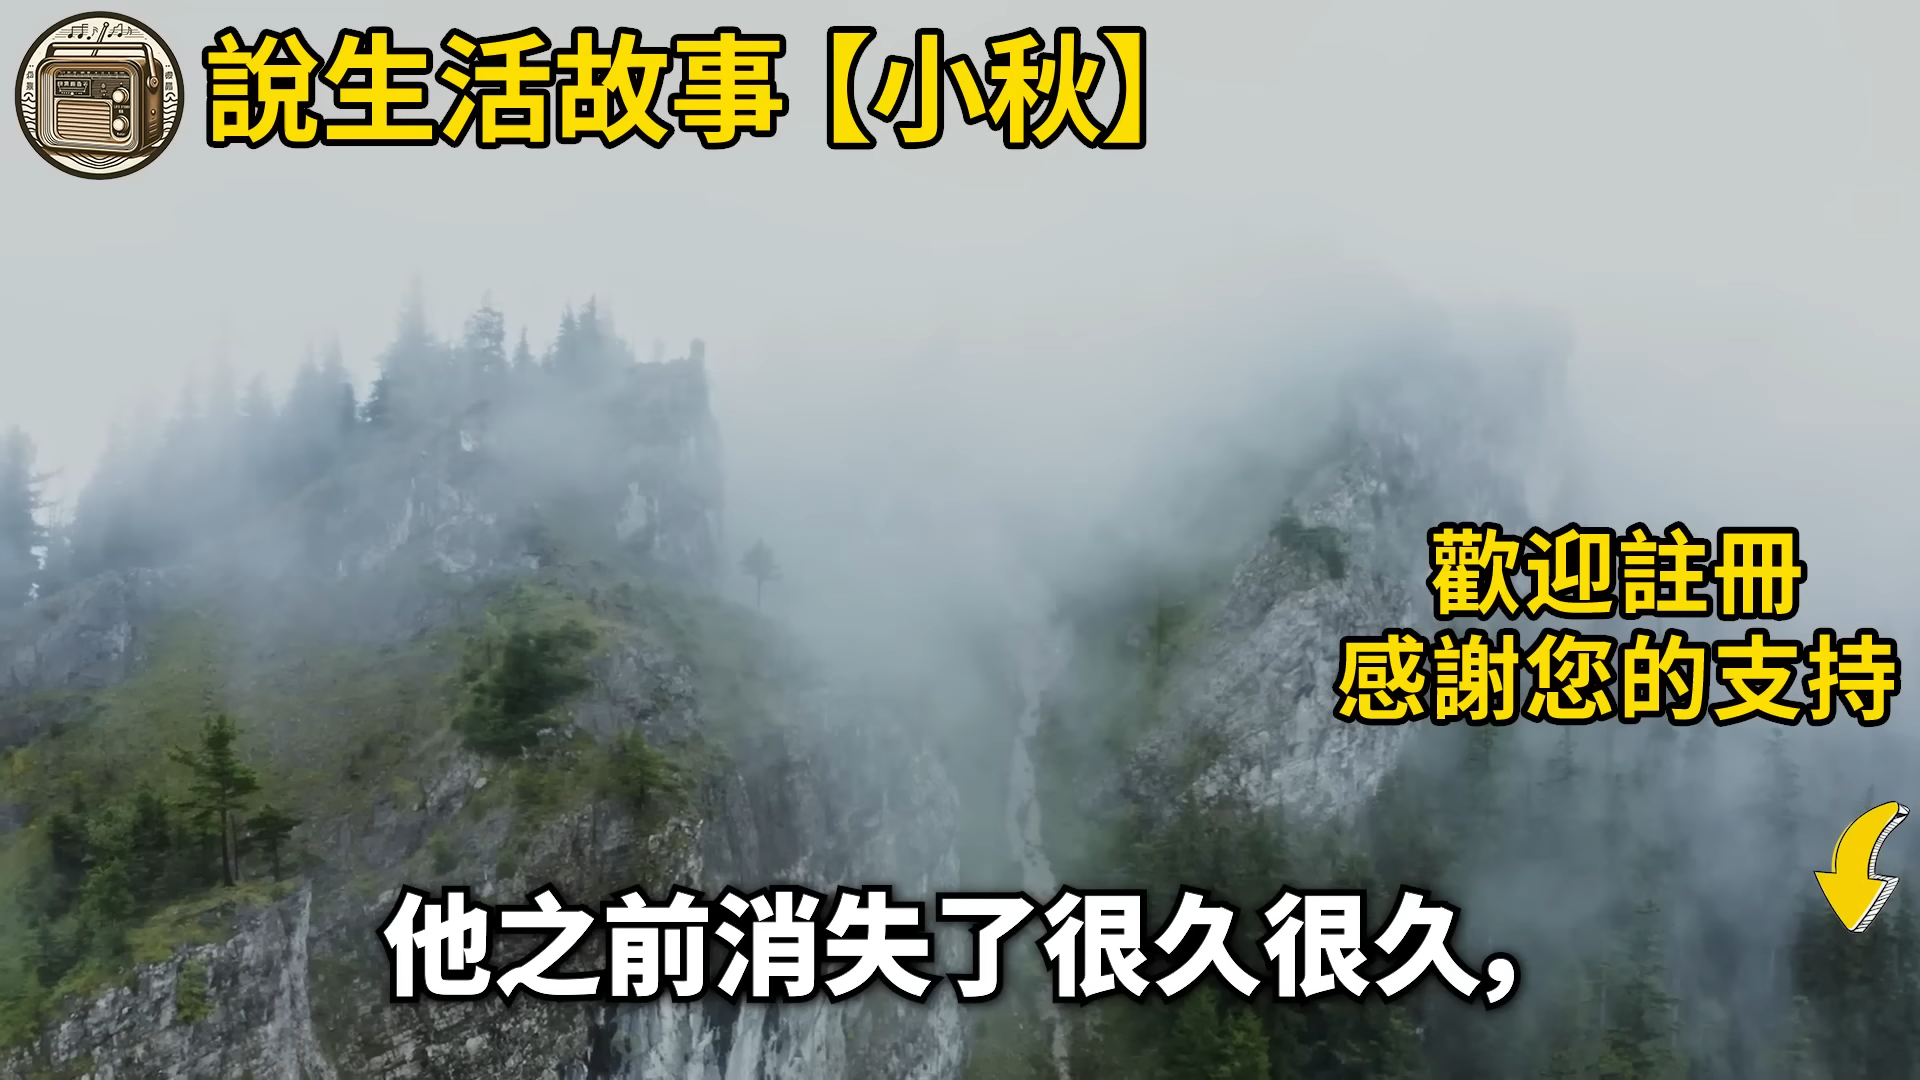 說生活故事【小秋】
歡迎註冊
感謝您的支持
他之前消失了很久很久,